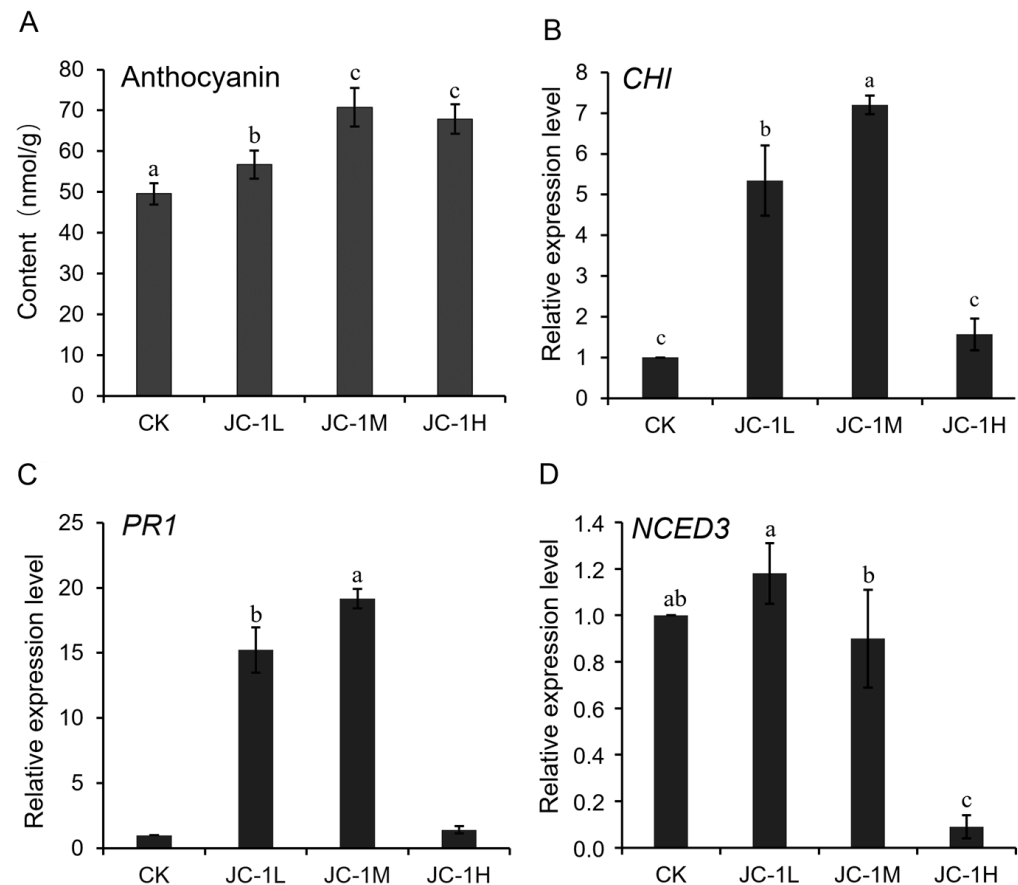 A
Anthocyanin
Content（nmol/g）
80
70
60
50
40
30
20
10
0
a
b
c
c
CK
JC-1L
JC-1M
JC-1H
B
CHI
Relative expression level
8
7
6
5
4
3
2
1
0
c
b
a
c
CK
JC-1L
JC-1M
JC-1H
C
PR1
Relative expression level
25
20
15
10
5
0
b
a
CK
JC-1L
JC-1M
JC-1H
D
NCED3
Relative expression level
1.4
1.2
1.0
0.8
0.6
0.4
0.2
0.0
ab
a
b
c
CK
JC-1L
JC-1M
JC-1H